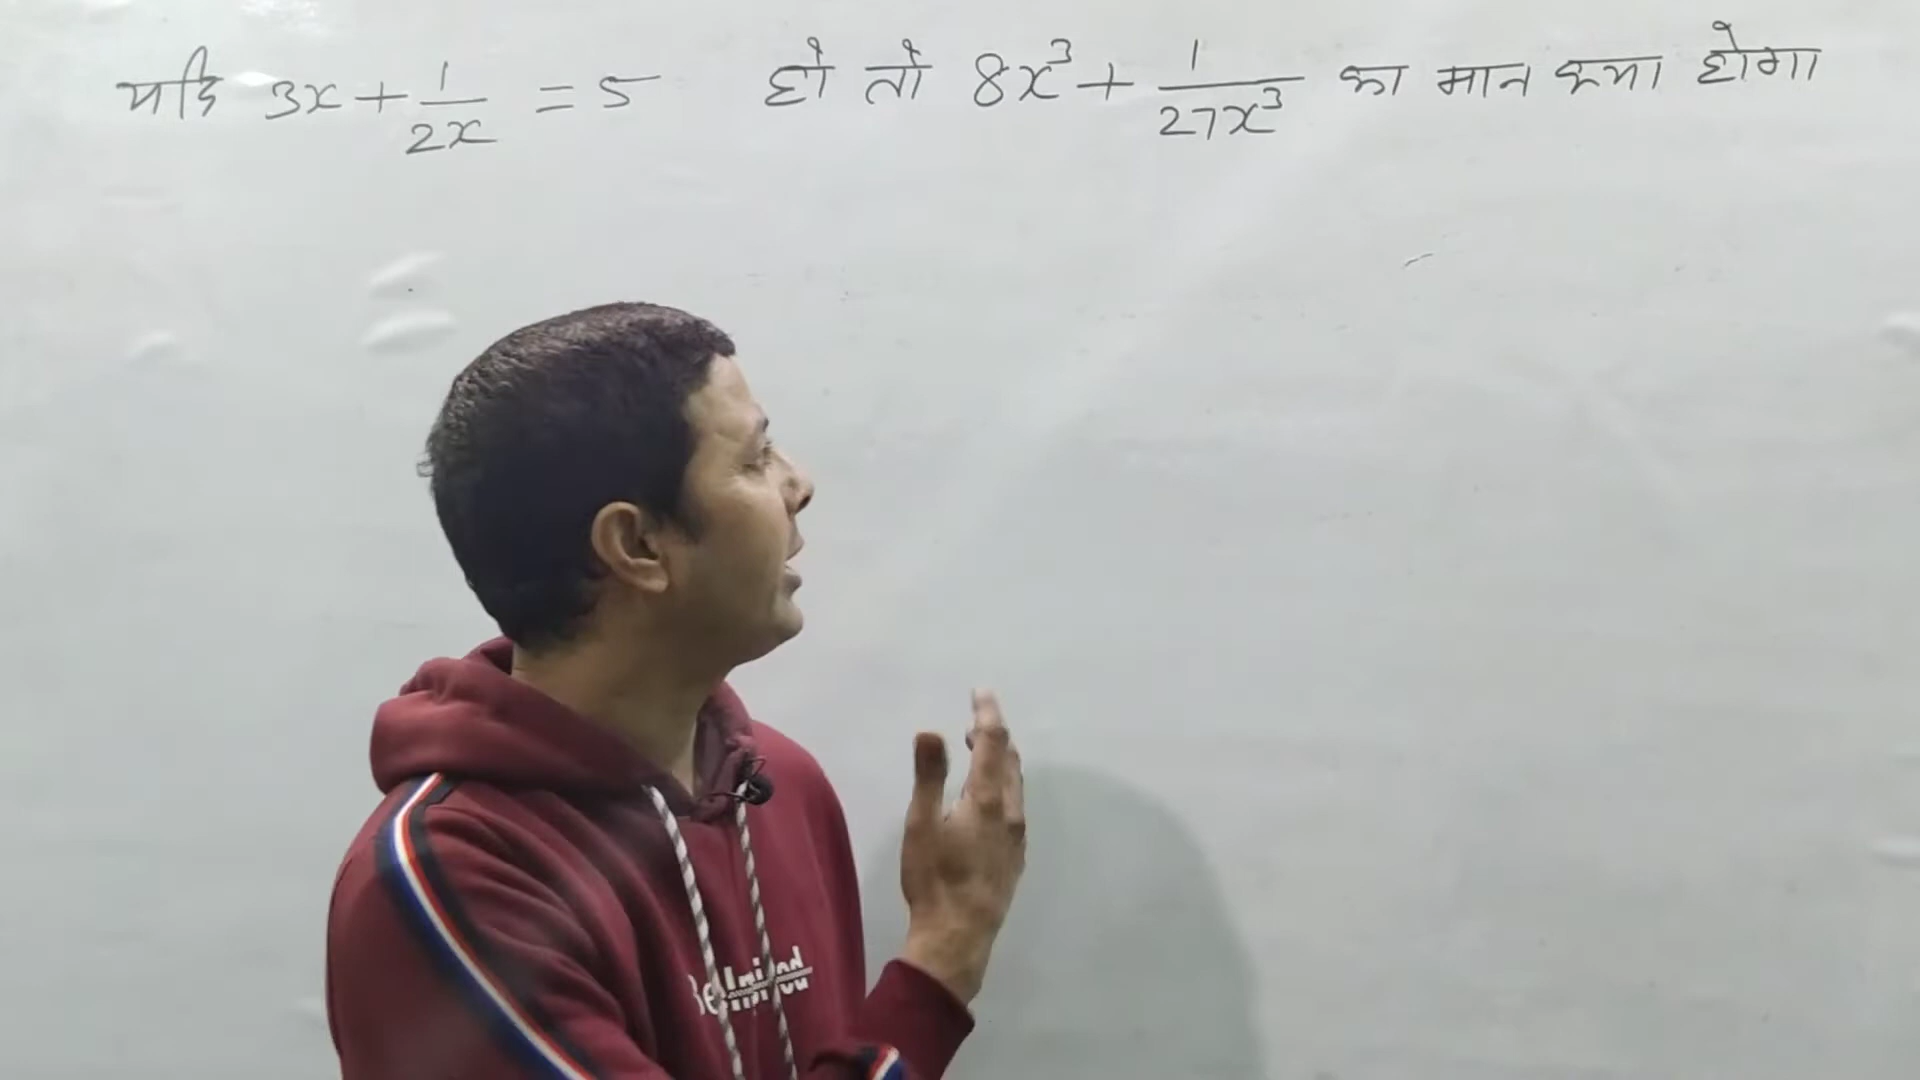 यदि 3x + 1/2x = 5 हो तो 8x³ + 1/27x³ का मान क्या होगा